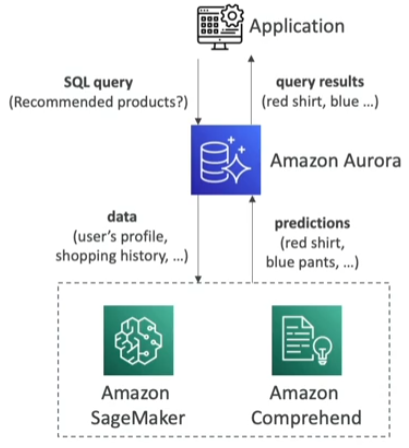 Application
SQL query
(Recommended products?)
query results
(red shirt, blue ...)
Amazon Aurora
data
(user's profile,
shopping history, ...)
predictions
(red shirt,
blue pants, ...)
Amazon
SageMaker
Amazon
Comprehend